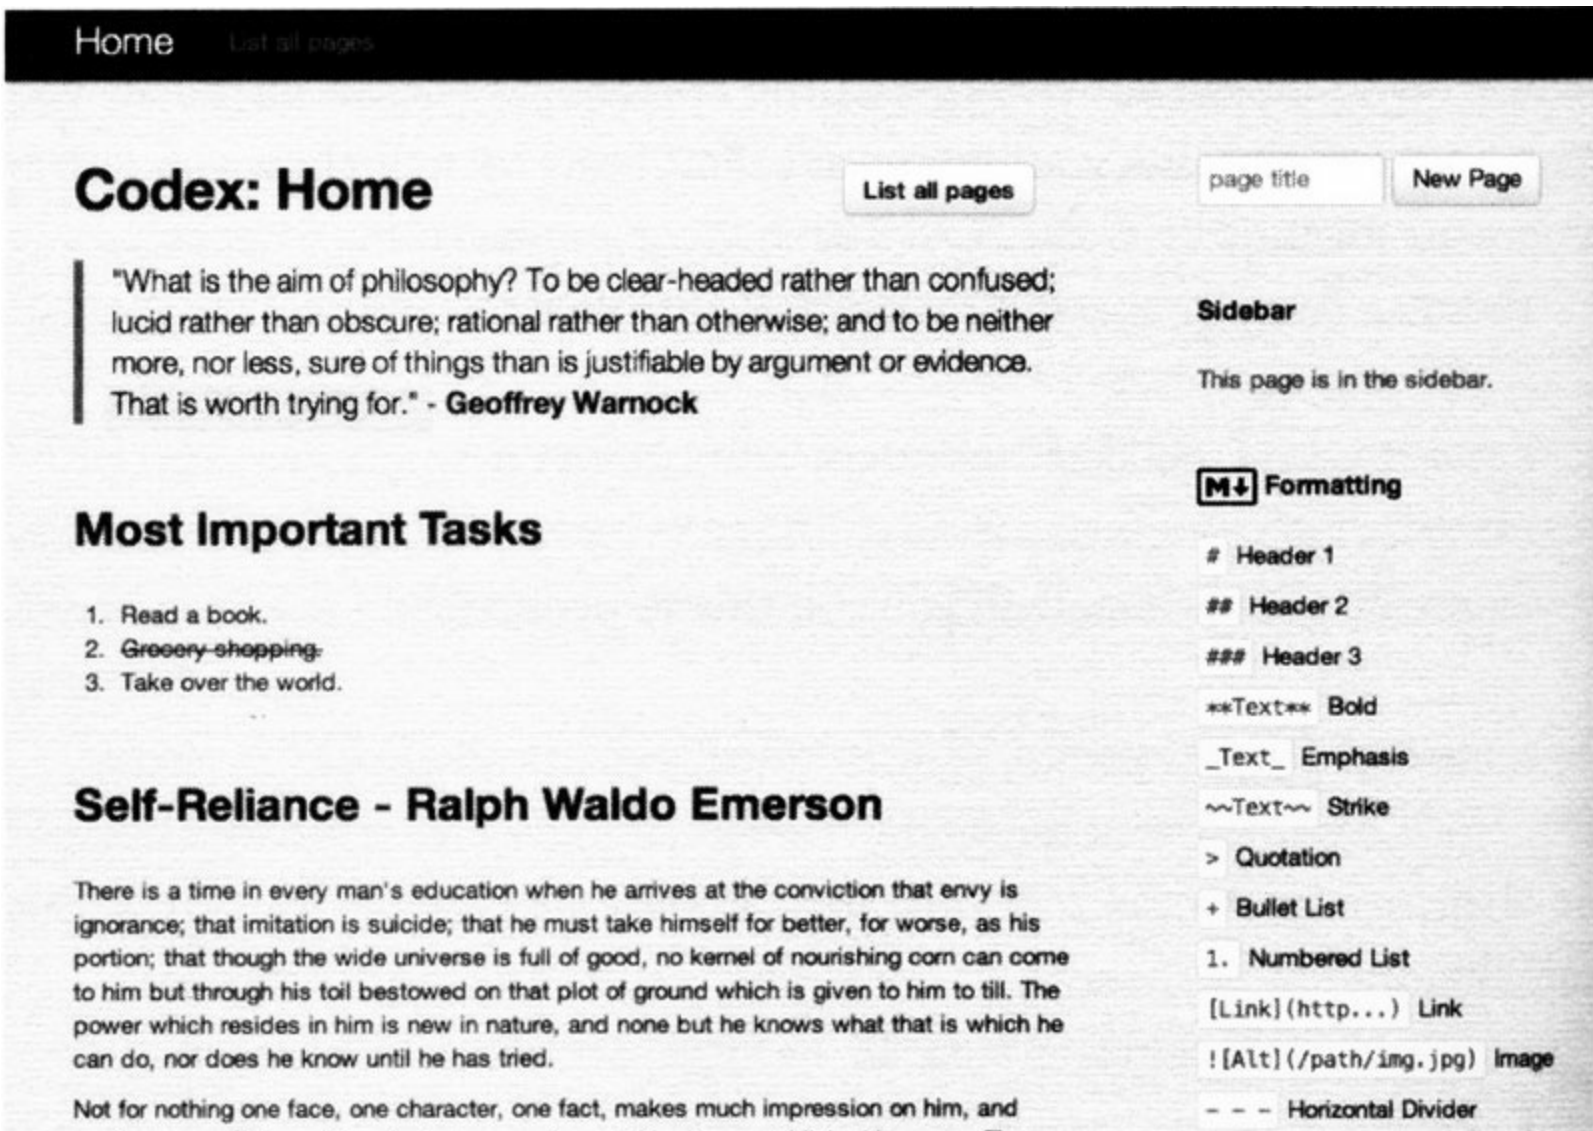 Home List all pages
Codex: Home
List all pages
"What is the aim of philosophy? To be clear-headed rather than confused;
lucid rather than obscure; rational rather than otherwise; and to be neither
more, nor less, sure of things than is justifiable by argument or evidence.
That is worth trying for." - Geoffrey Warnock
Most Important Tasks
1. Read a book.
2. Grocery shopping.
3. Take over the world.
Self-Reliance - Ralph Waldo Emerson
There is a time in every man's education when he arrives at the conviction that envy is
ignorance; that imitation is suicide; that he must take himself for better, for worse, as his
portion; that though the wide universe is full of good, no kernel of nourishing corn can come
to him but through his toil bestowed on that plot of ground which is given to him to till. The
power which resides in him is new in nature, and none but he knows what that is which he
can do, nor does he know until he has tried.
Not for nothing one face, one character, one fact, makes much impression on him, and
page title New Page
Sidebar
This page is in the sidebar.
M↓ Formatting
# Header 1
## Header 2
### Header 3
**Text** Bold
_Text_ Emphasis
~~Text~~ Strike
> Quotation
+ Bullet List
1. Numbered List
[Link](http...) Link
![Alt](/path/img.jpg) Image
- - - Horizontal Divider